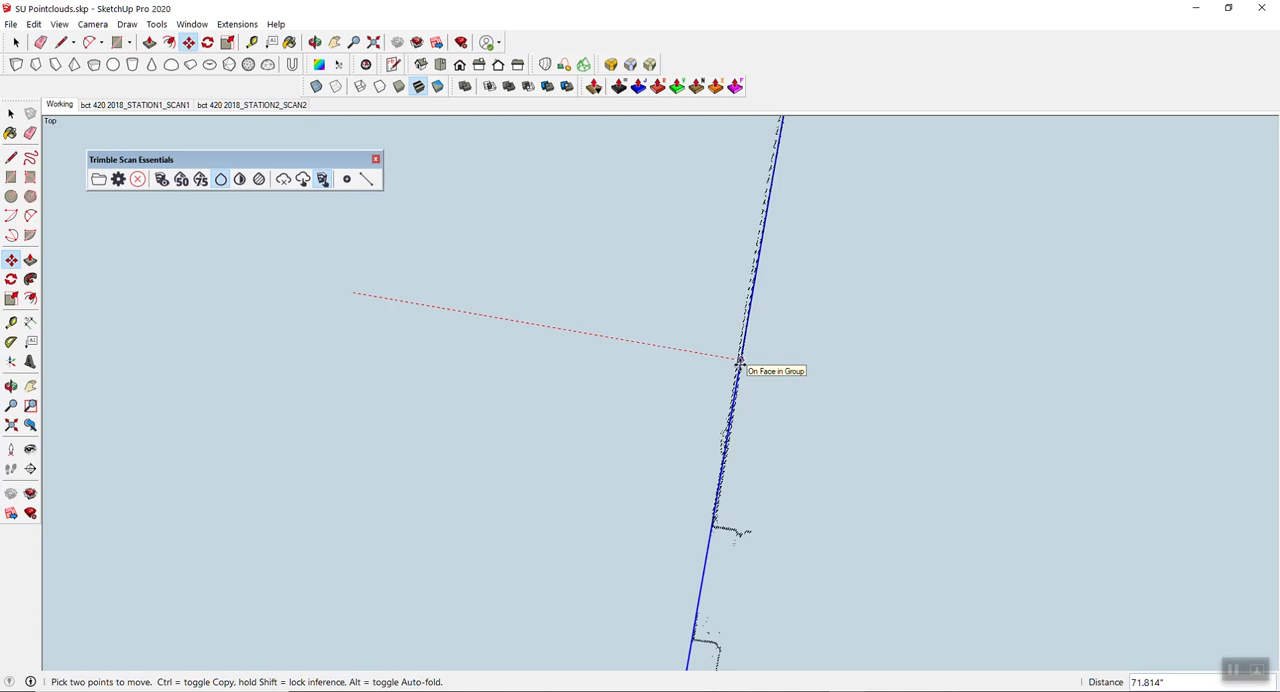 SU Pointclouds.skp - SketchUp Pro 2020
File Edit View Camera Draw Tools Window Extensions Help
Working bct 420 2018_STATION1_SCAN1 bct 420 2018_STATION2_SCAN2
Top
Trimble Scan Essentials
50 75
On Face in Group
Pick two points to move. Ctrl = toggle Copy, hold Shift = lock inference, Alt = toggle Auto-fold.
Distance 71.814"